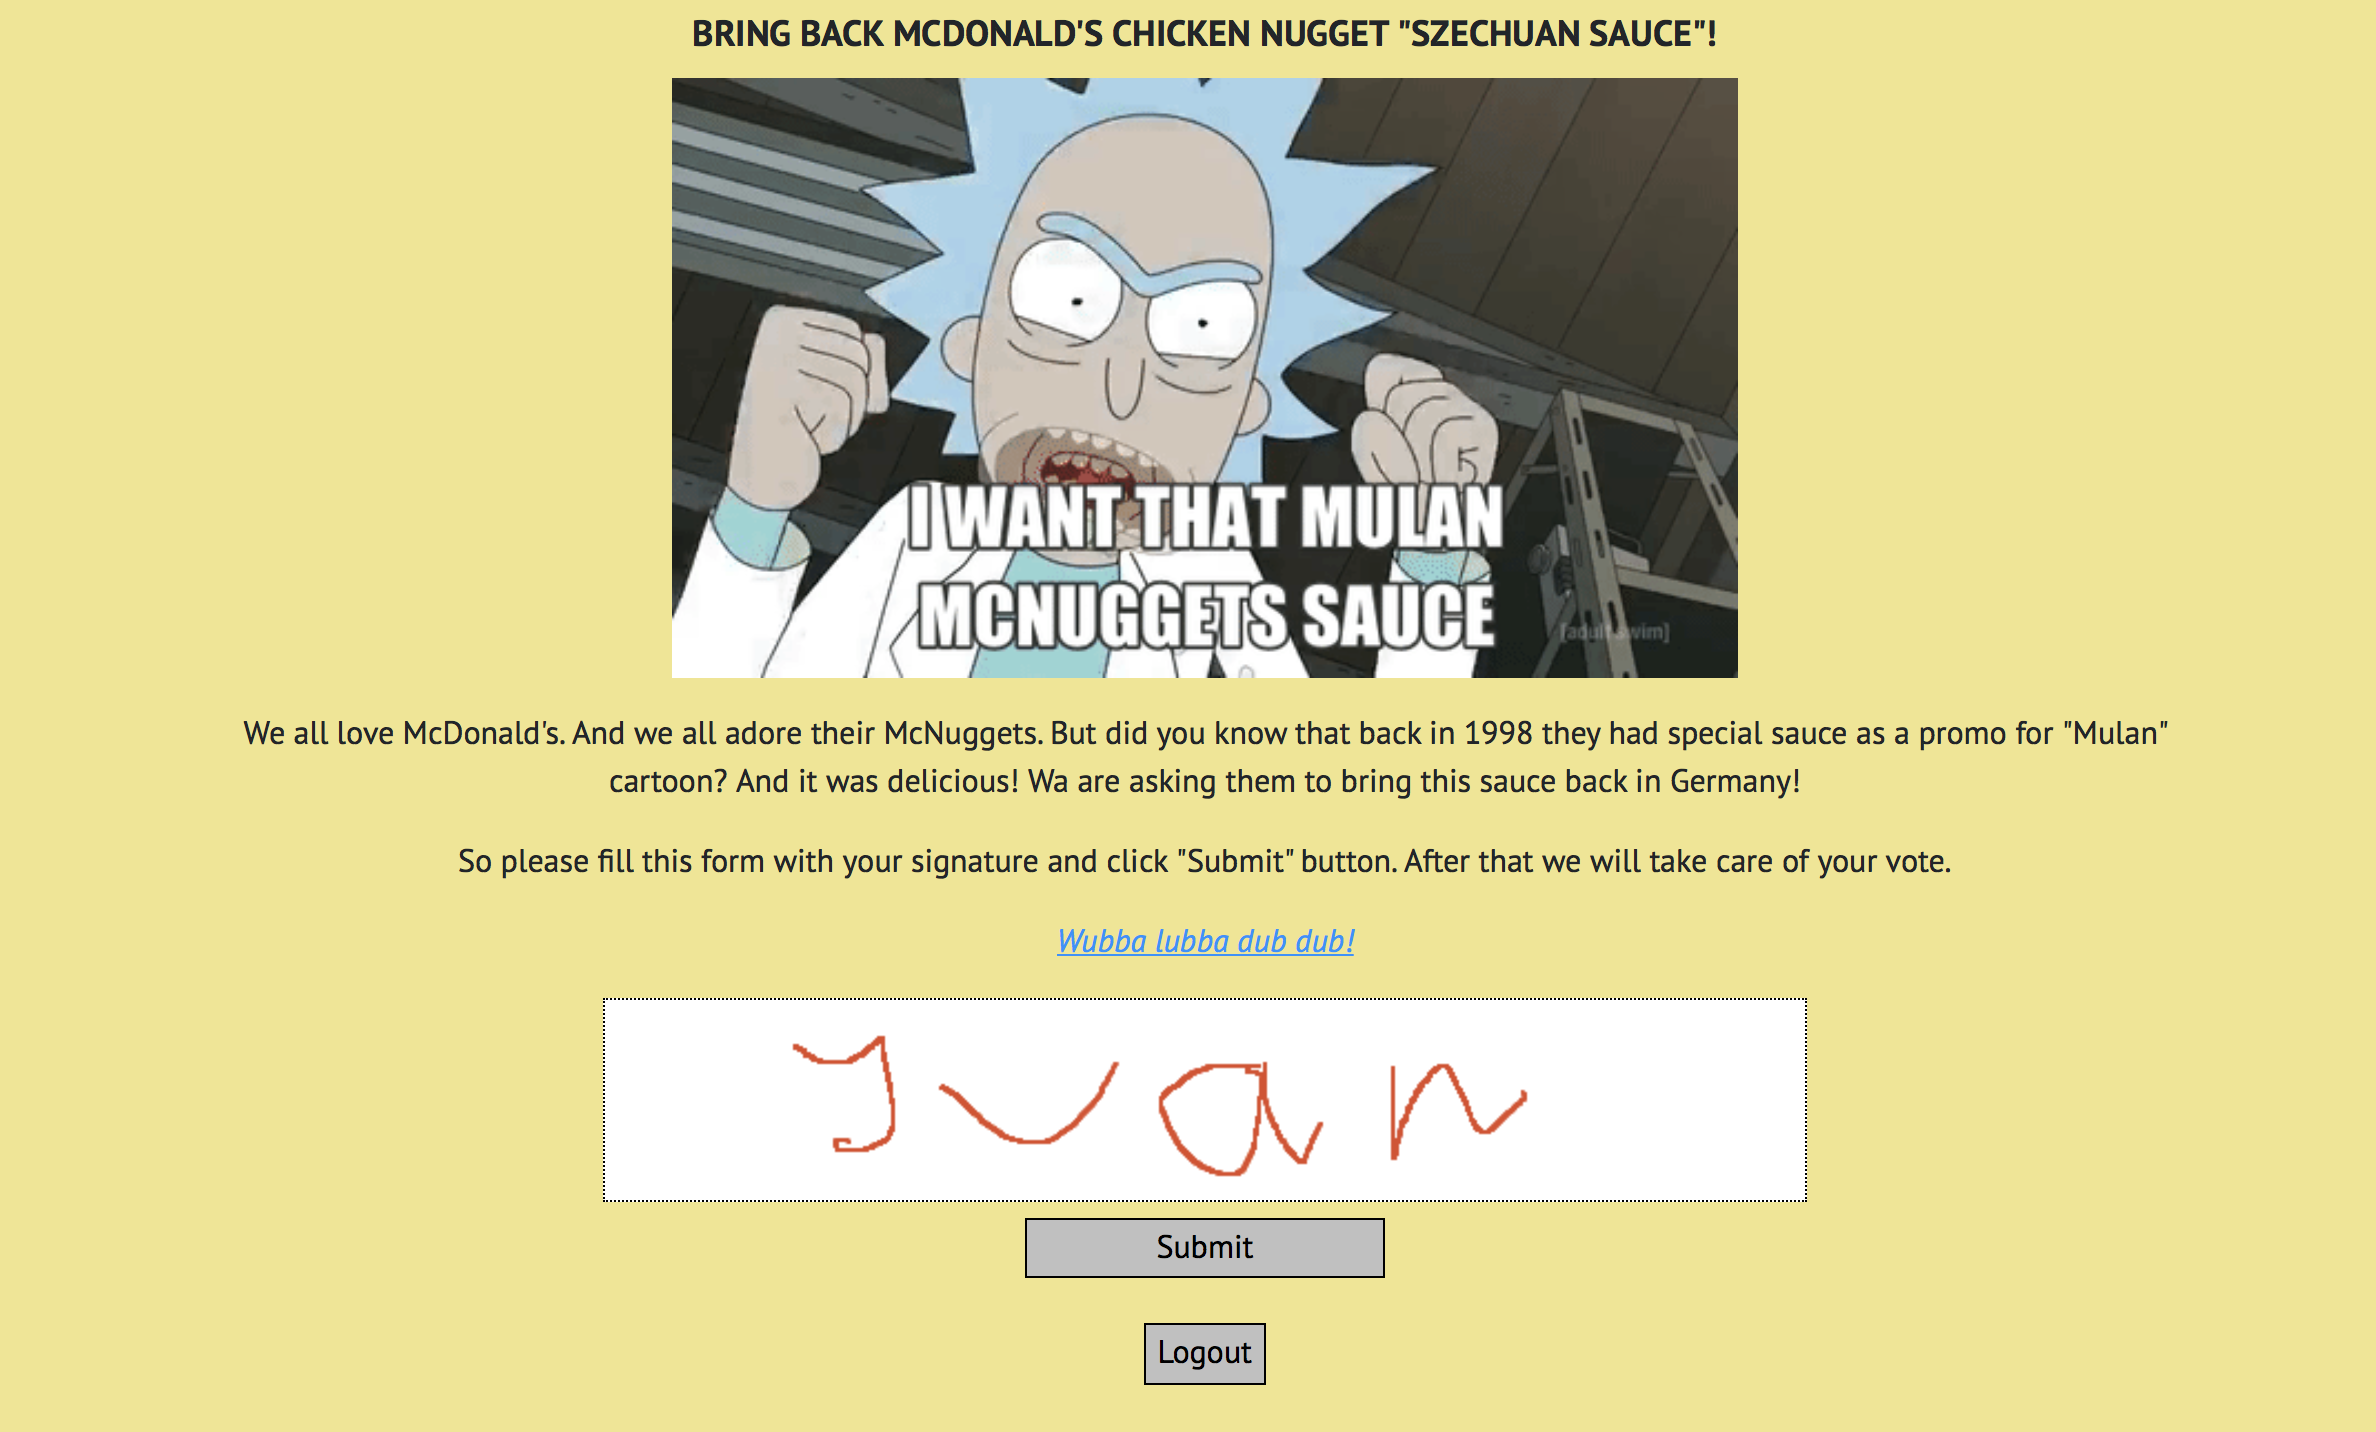 BRING BACK MCDONALD'S CHICKEN NUGGET "SZECHUAN SAUCE"!
I WANT THAT MULAN
MCNUGGETS SAUCE
[adult swim]
We all love McDonald's. And we all adore their McNuggets. But did you know that back in 1998 they had special sauce as a promo for "Mulan"
cartoon? And it was delicious! Wa are asking them to bring this sauce back in Germany!
So please fill this form with your signature and click "Submit" button. After that we will take care of your vote.
Wubba lubba dub dub!
Ivan
Submit
Logout